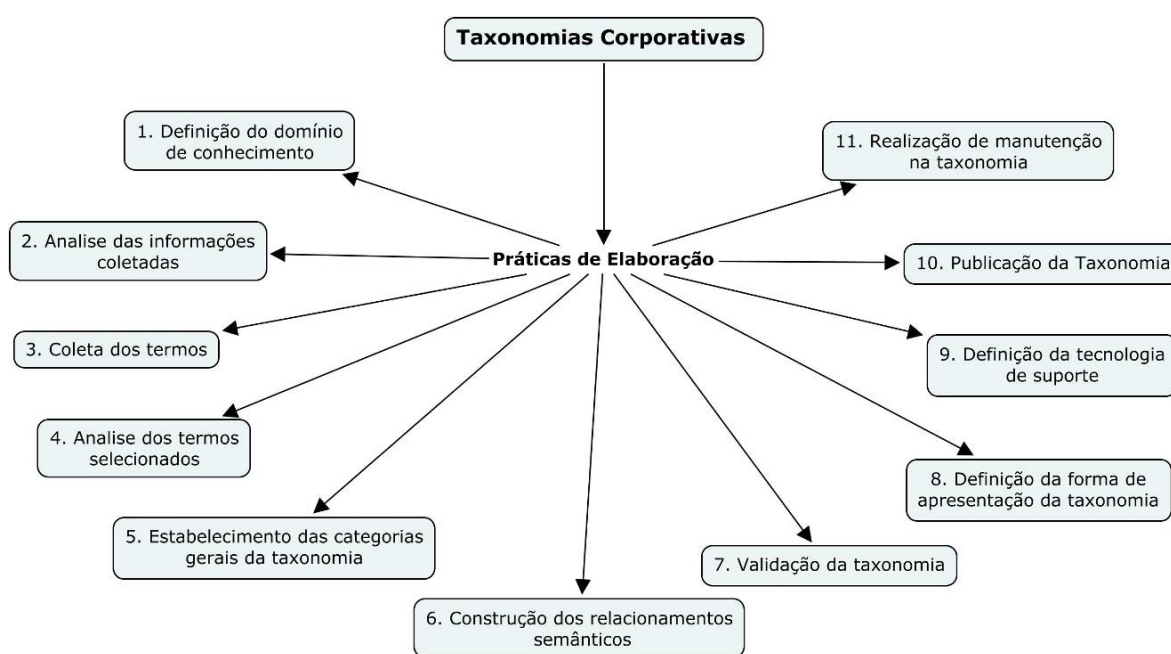 Taxonomias Corporativas
1. Definição do domínio
de conhecimento
11. Realização de manutenção
na taxonomia
2. Analise das informações
coletadas
Práticas de Elaboração
10. Publicação da Taxonomia
3. Coleta dos termos
9. Definição da tecnologia
de suporte
4. Analise dos termos
selecionados
8. Definição da forma de
apresentação da taxonomia
5. Estabelecimento das categorias
gerais da taxonomia
7. Validação da taxonomia
6. Construção dos relacionamentos
semânticos